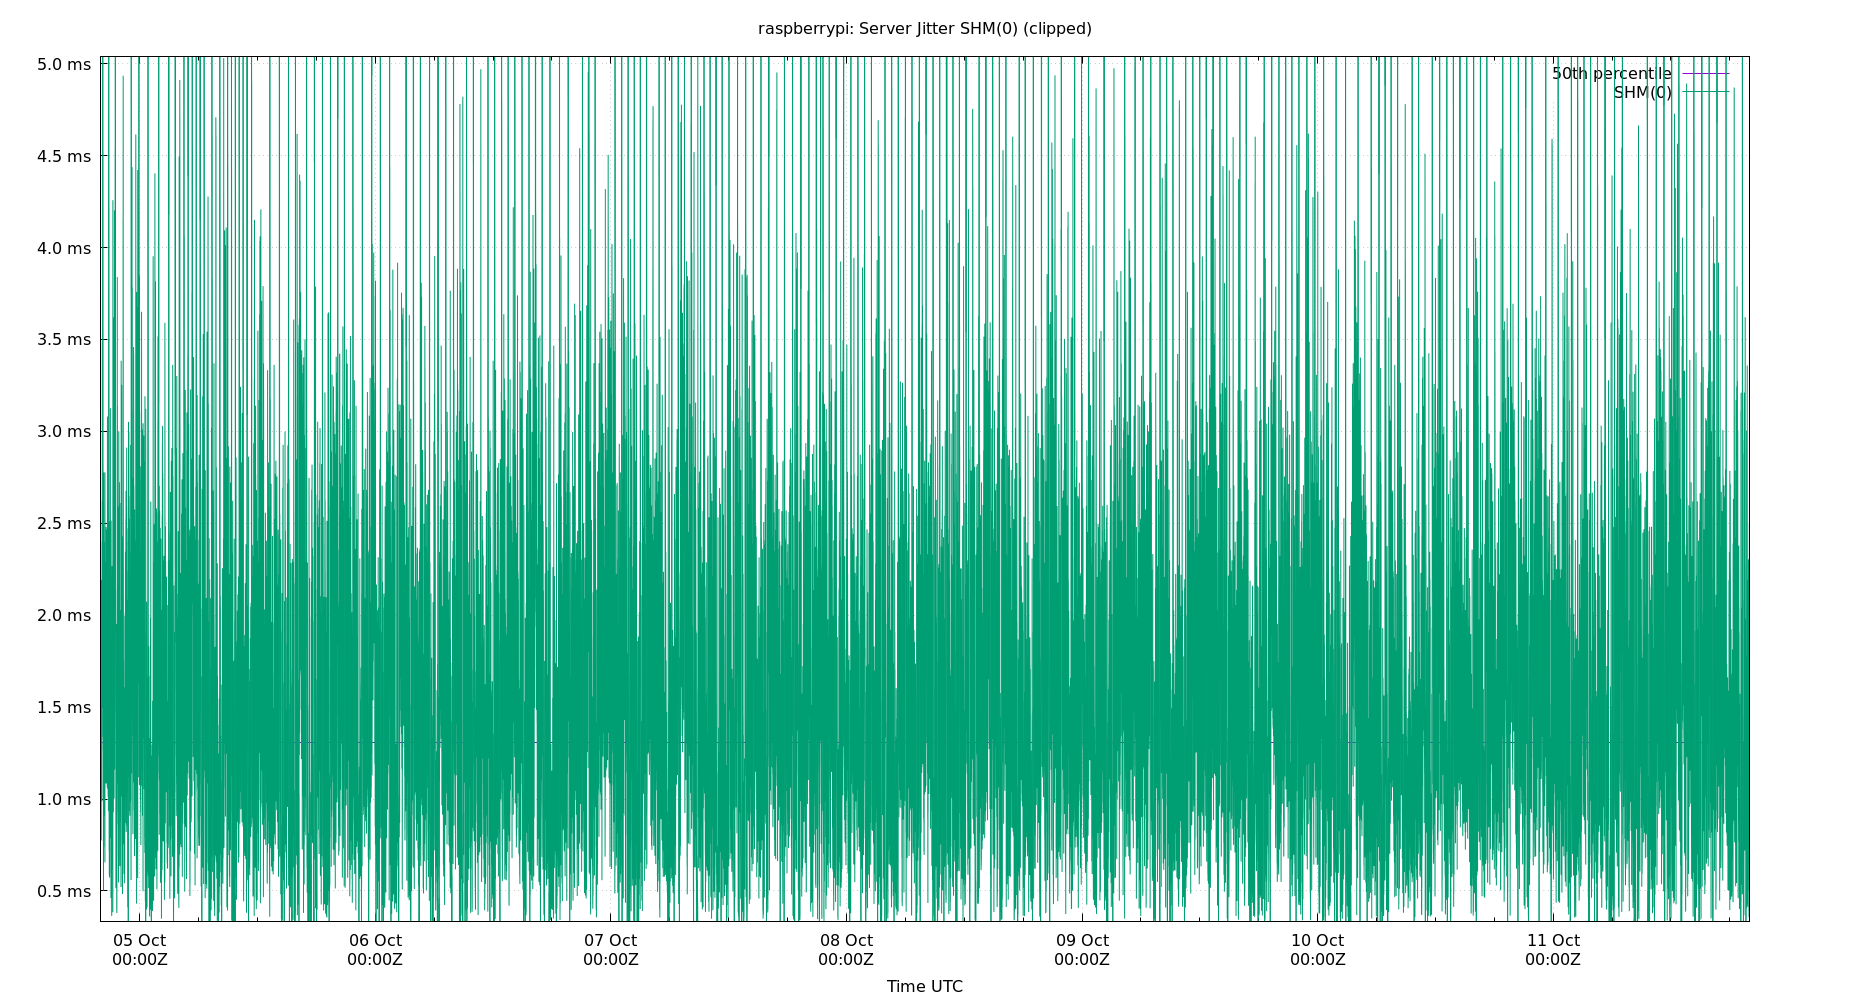 raspberrypi: Server Jitter SHM(0) (clipped)
5.0 ms
50th percentile
SHM(0)
4.5 ms
4.0 ms
3.5 ms
3.0 ms
2.5 ms
2.0 ms
1.5 ms
1.0 ms
0.5 ms
05 Oct 06 Oct 07 Oct 08 Oct 09 Oct 10 Oct 11 Oct
00:00Z 00:00Z 00:00Z 00:00Z 00:00Z 00:00Z 00:00Z
Time UTC